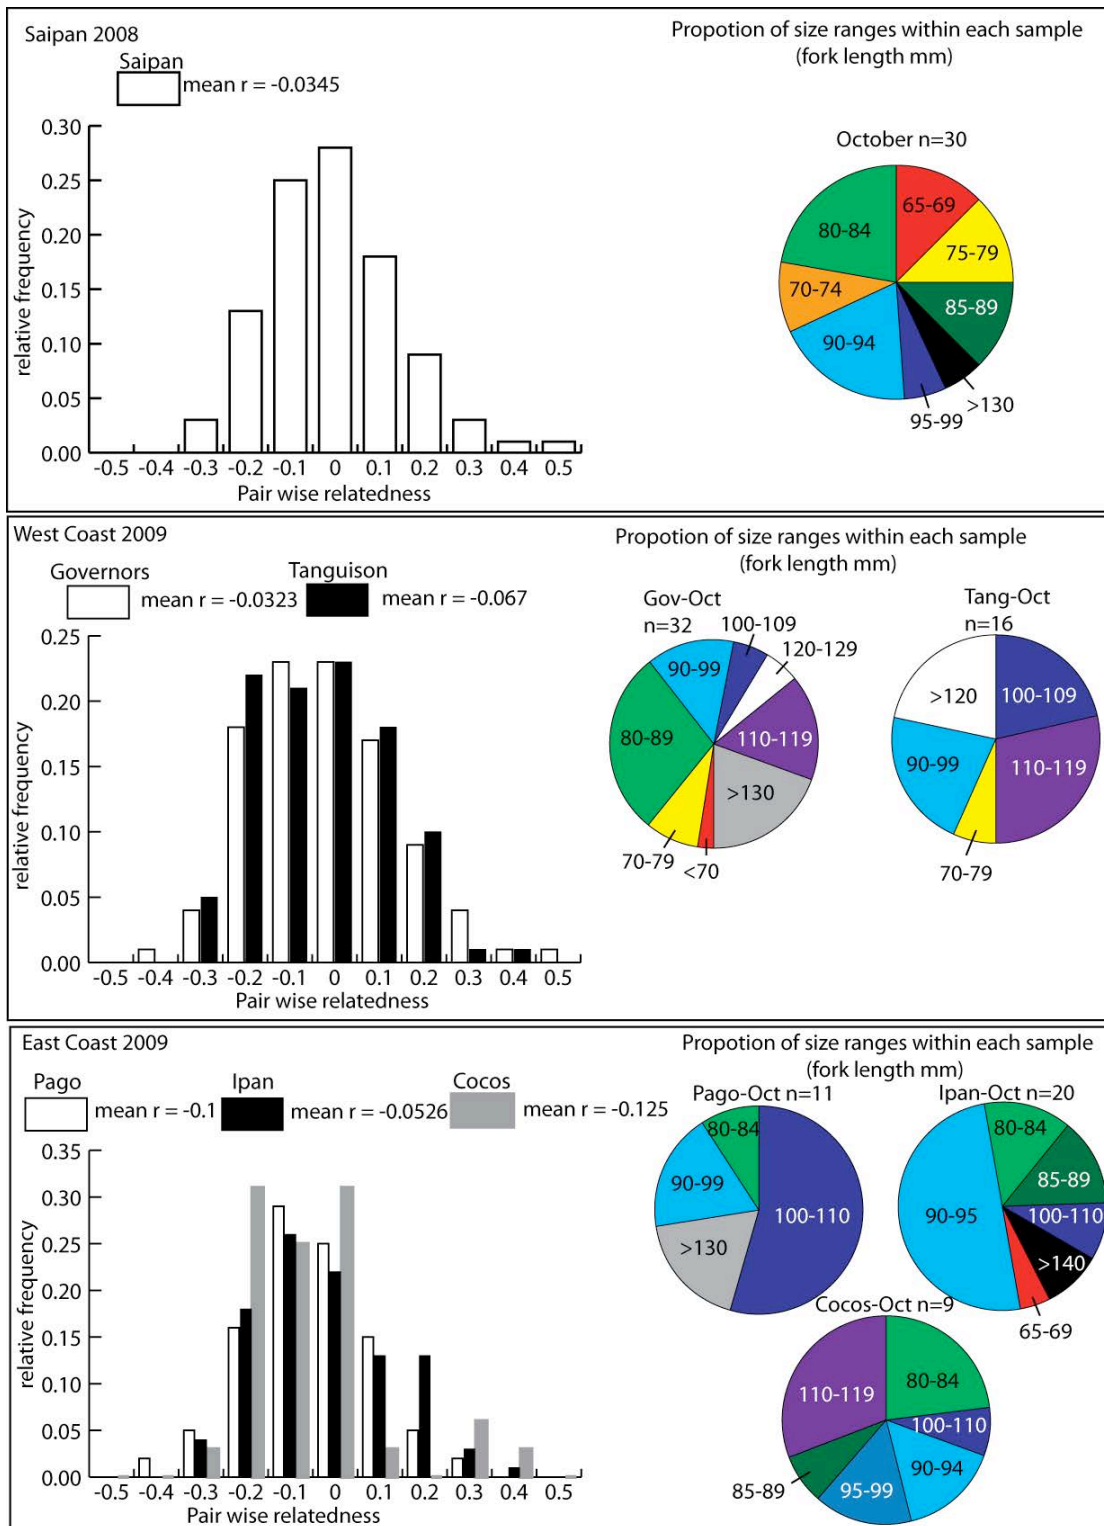 Saipan 2008
Propotion of size ranges within each sample
(fork length mm)
Saipan
mean r = -0.0345
October n=30
0.30
0.25
0.20
0.15
0.10
0.05
0.00
relative frequency
-0.5 -0.4 -0.3 -0.2 -0.1 0 0.1 0.2 0.3 0.4 0.5
Pair wise relatedness
65-69
75-79
85-89
>130
95-99
90-94
70-74
80-84
West Coast 2009
Propotion of size ranges within each sample
(fork length mm)
Governors
mean r = -0.0323
Tanguison
mean r = -0.067
0.25
0.20
0.15
0.10
0.05
0.00
relative frequency
-0.5 -0.4 -0.3 -0.2 -0.1 0 0.1 0.2 0.3 0.4 0.5
Pair wise relatedness
Gov-Oct
n=32
100-109
120-129
110-119
>130
<70
70-79
80-89
90-99
Tang-Oct
n=16
100-109
110-119
70-79
90-99
>120
East Coast 2009
Propotion of size ranges within each sample
(fork length mm)
Pago
mean r = -0.1
Ipan
mean r = -0.0526
Cocos
mean r = -0.125
0.35
0.30
0.25
0.20
0.15
0.10
0.05
0.00
relative frequency
-0.5 -0.4 -0.3 -0.2 -0.1 0 0.1 0.2 0.3 0.4 0.5
Pair wise relatedness
Pago-Oct n=11
80-84
90-99
100-110
>130
Ipan-Oct n=20
80-84
85-89
100-110
>140
65-69
90-95
Cocos-Oct n=9
80-84
100-110
90-94
95-99
85-89
110-119